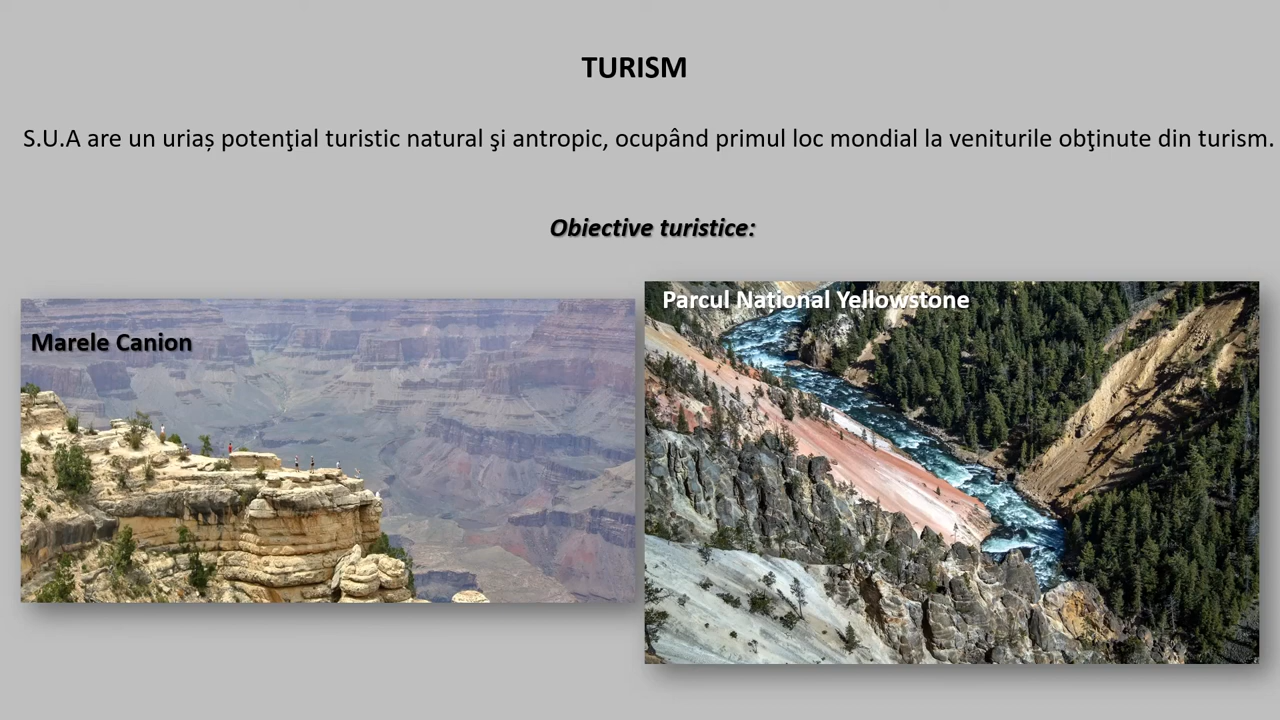 TURISM
S.U.A are un uriaș potenţial turistic natural şi antropic, ocupând primul loc mondial la veniturile obţinute din turism.
Obiective turistice:
Parcul National Yellowstone
Marele Canion